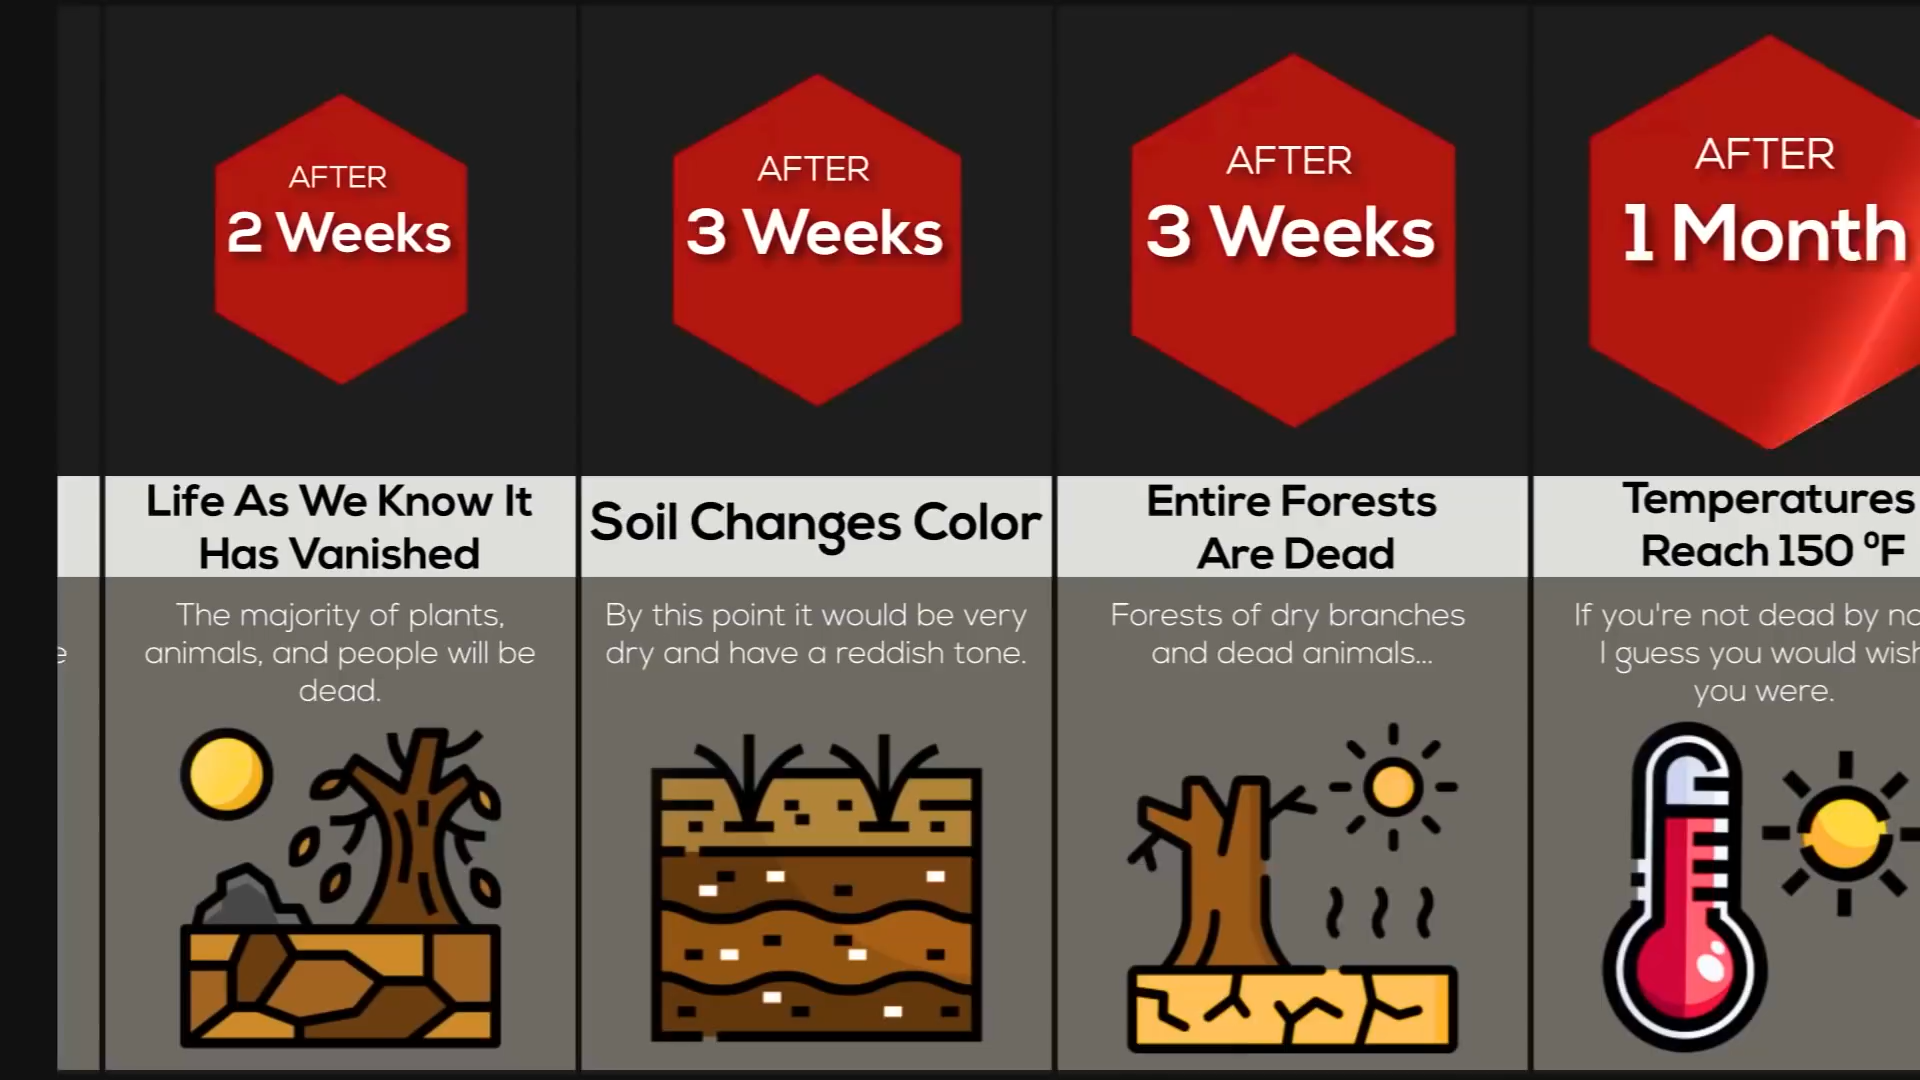 AFTER
2 Weeks
Life As We Know It
Has Vanished
The majority of plants,
animals, and people will be
dead.
AFTER
3 Weeks
Soil Changes Color
By this point it would be very
dry and have a reddish tone.
AFTER
3 Weeks
Entire Forests
Are Dead
Forests of dry branches
and dead animals...
AFTER
1 Month
Temperatures
Reach 150 ºF
If you're not dead by
I guess you would
you were.